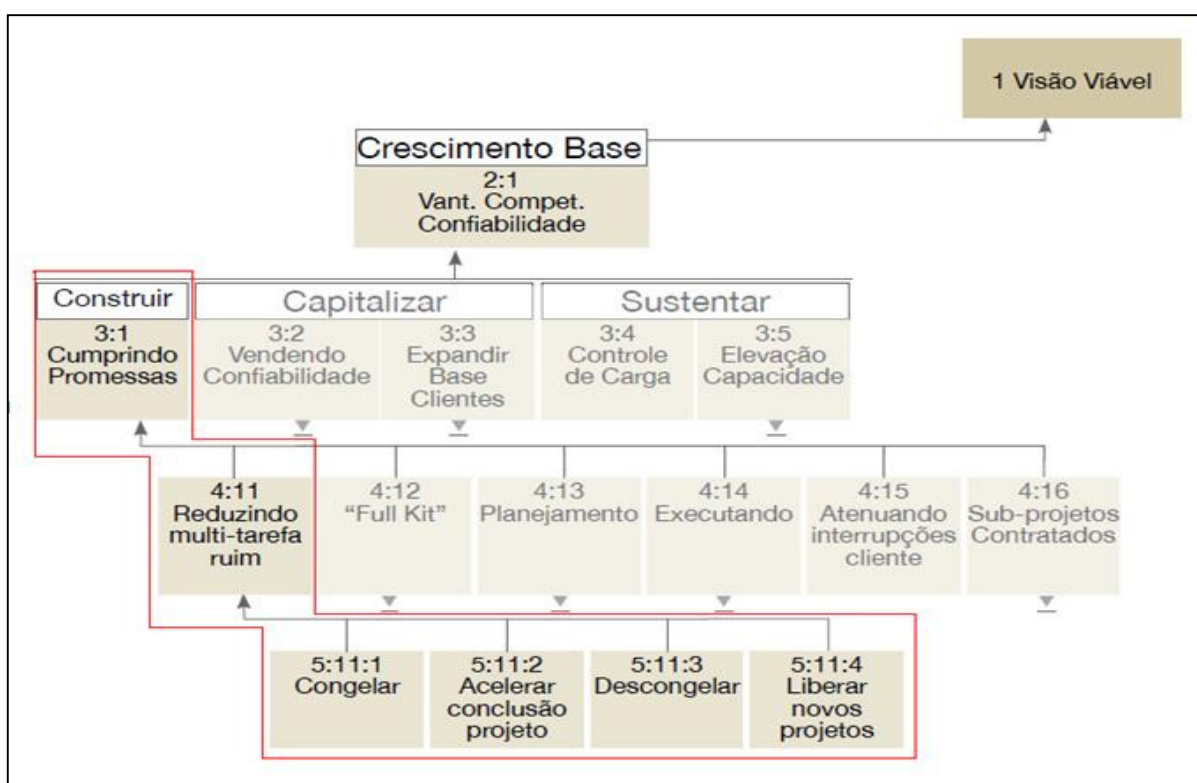 1 Visão Viável
Crescimento Base
2:1
Vant. Compet.
Confiabilidade
Construir
Capitalizar
Sustentar
3:1
Cumprindo
Promessas
3:2
Vendendo
Confiabilidade
3:3
Expandir
Base
Clientes
3:4
Controle
de Carga
3:5
Elevação
Capacidade
4:11
Reduzindo
multi-tarefa
ruim
4:12
“Full Kit”
4:13
Planejamento
4:14
Executando
4:15
Atenuando
interrupções
cliente
4:16
Sub-projetos
Contratados
5:11:1
Congelar
5:11:2
Acelerar
conclusão
projeto
5:11:3
Descongelar
5:11:4
Liberar
novos
projetos